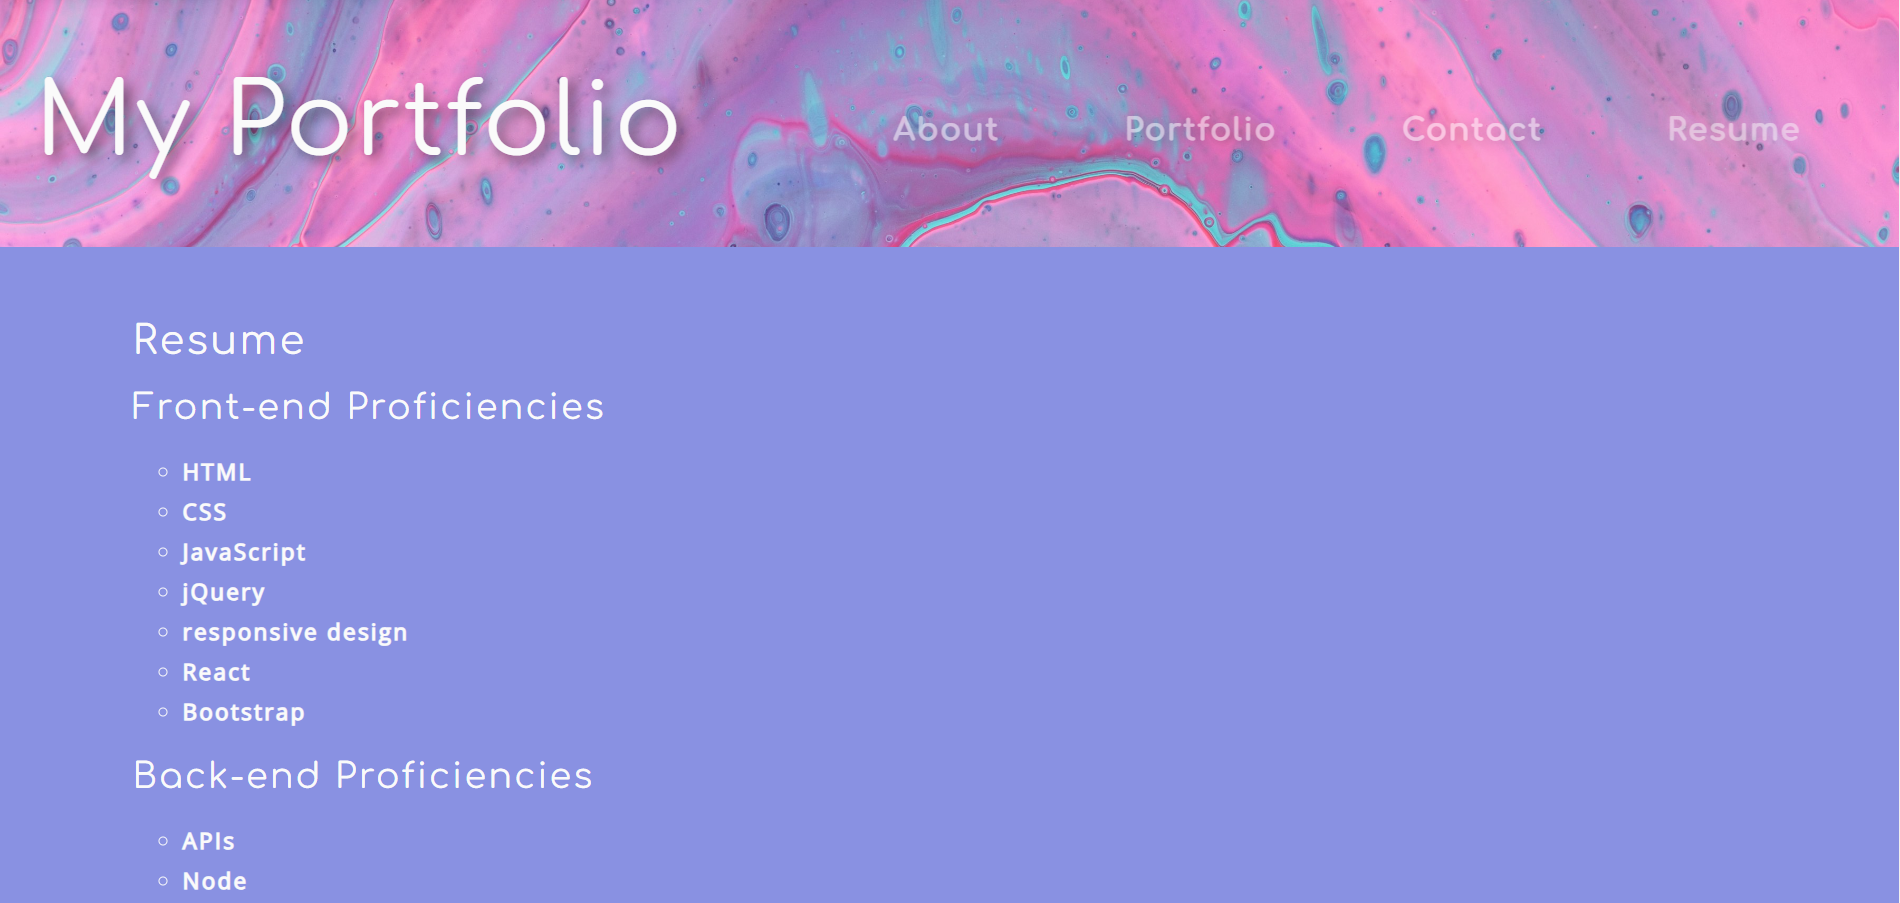 My Portfolio
About Portfolio Contact Resume
Resume
Front-end Proficiencies
HTML
CSS
JavaScript
jQuery
responsive design
React
Bootstrap
Back-end Proficiencies
APIs
Node